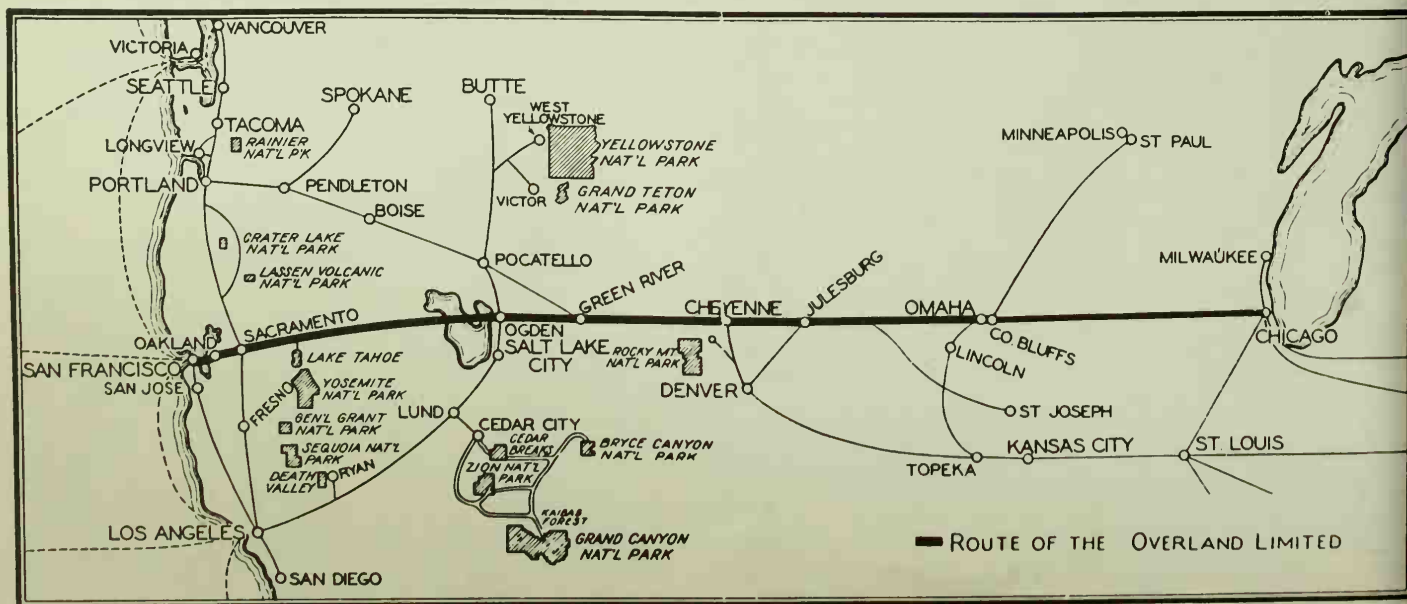 VANCOUVER
VICTORIA
SEATTLE
SPOKANE
BUTTE
TACOMA
WEST
YELLOWSTONE
LONGVIEW
RAINIER
NAT'L P'K
YELLOWSTONE
NAT'L PARK
MINNEAPOLIS
ST PAUL
PORTLAND
PENDLETON
VICTOR
GRAND TETON
NAT'L PARK
BOISE
CRATER LAKE
NAT'L PARK
LASSEN VOLCANIC
NAT'L PARK
POCATELLO
MILWAUKEE
SACRAMENTO
GREEN RIVER
CHEYENNE
JULESBURG
OMAHA
OAKLAND
OGDEN
CO. BLUFFS
CHICAGO
SAN FRANCISCO
SAN JOSE
LAKE TAHOE
SALT LAKE
CITY
ROCKY MT.
NAT'L PARK
LINCOLN
YOSEMITE
NAT'L PARK
DENVER
FRESNO
GEN'L GRANT
NAT'L PARK
LUND
CEDAR CITY
ST JOSEPH
SEQUOIA NAT'L
PARK
CEDAR
BREAKS
BRYCE CANYON
NAT'L PARK
KANSAS CITY
ST. LOUIS
DEATH
VALLEY
RYAN
ZION NAT'L
PARK
TOPEKA
KAIBAB
FOREST
LOS ANGELES
GRAND CANYON
NAT'L PARK
ROUTE OF THE OVERLAND LIMITED
SAN DIEGO